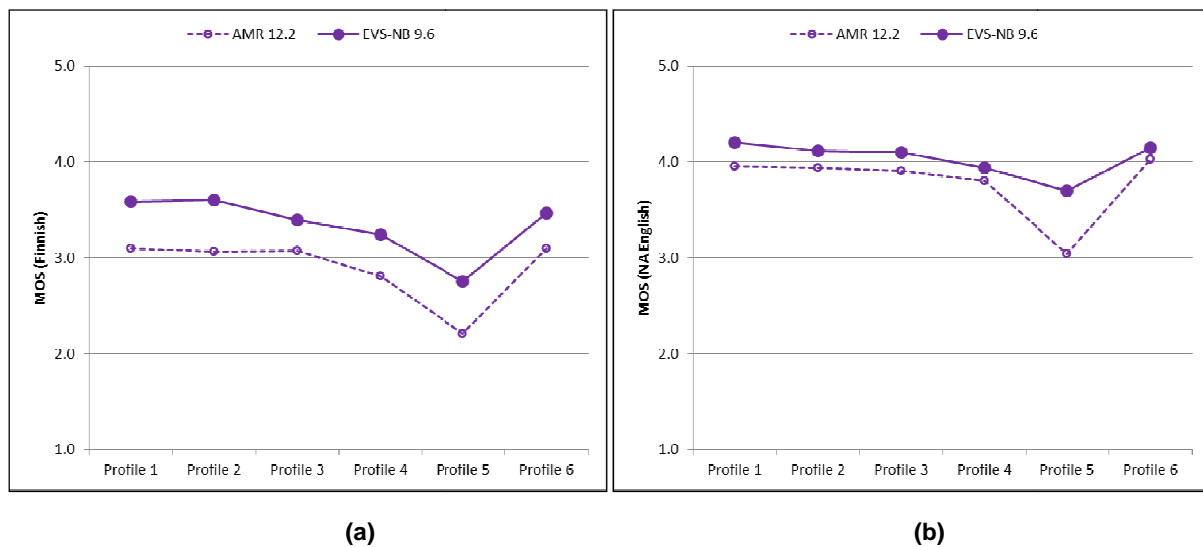 AMR 12.2 EVS-NB 9.6
5.0
4.0
3.0
2.0
1.0
MOS (Finnish)
Profile 1 Profile 2 Profile 3 Profile 4 Profile 5 Profile 6
(a)
AMR 12.2 EVS-NB 9.6
5.0
4.0
3.0
2.0
1.0
MOS (NAEnglish)
Profile 1 Profile 2 Profile 3 Profile 4 Profile 5 Profile 6
(b)